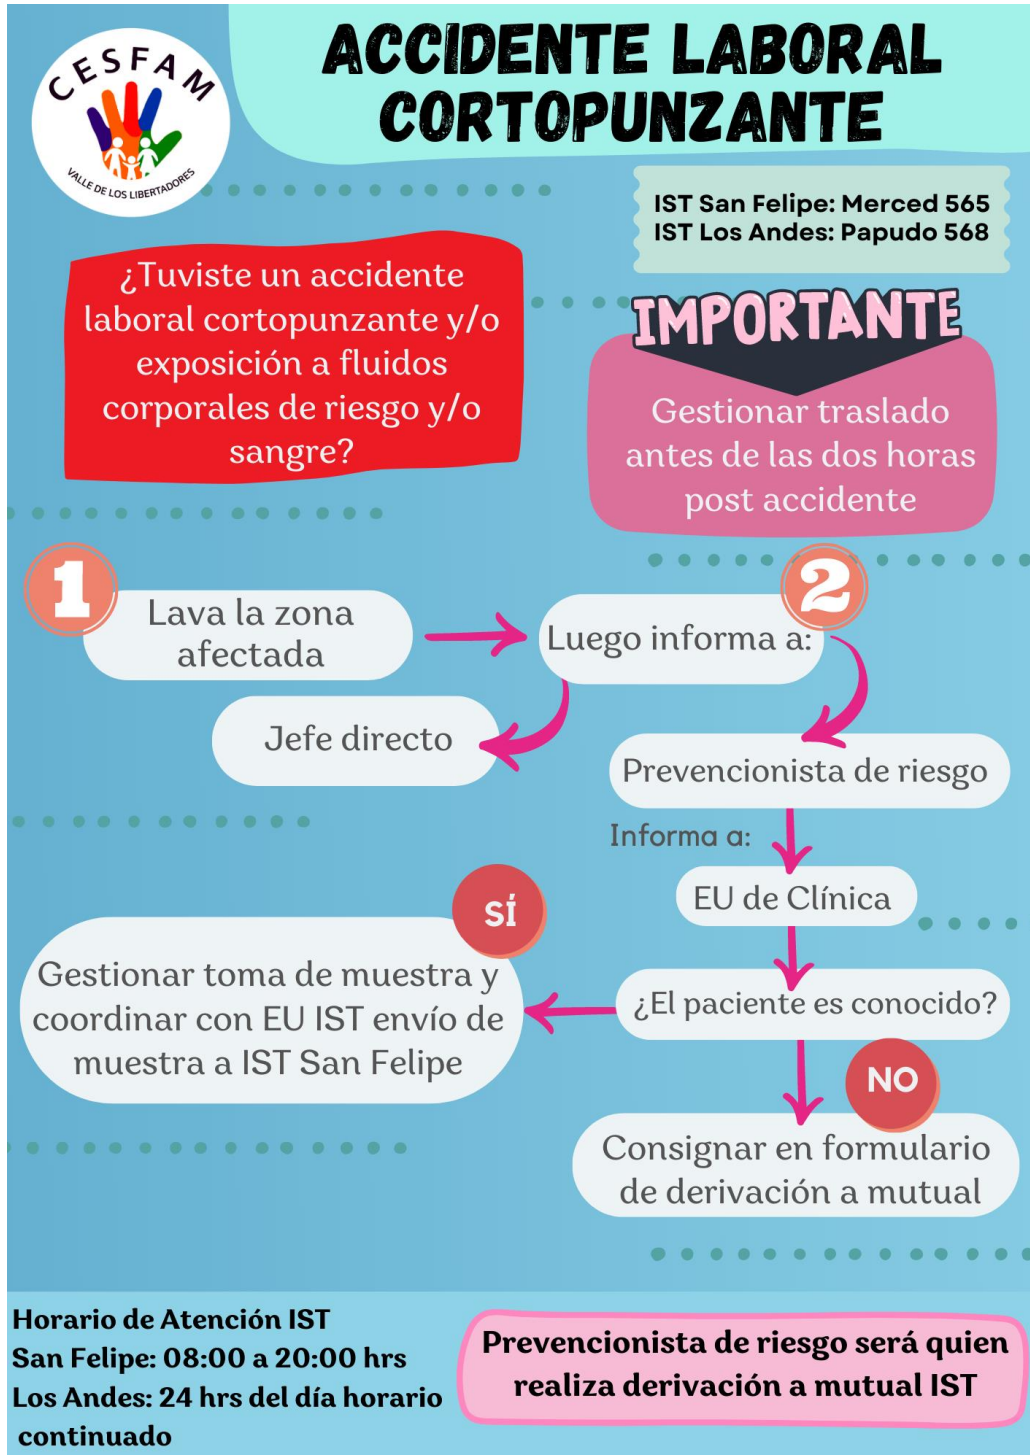 CESFAM
VALLE DE LOS LIBERTADORES
ACCIDENTE LABORAL
CORTOPUNZANTE
IST San Felipe: Merced 565
IST Los Andes: Papudo 568
¿Tuviste un accidente
laboral cortopunzante y/o
exposición a fluidos
corporales de riesgo y/o
sangre?
IMPORTANTE
Gestionar traslado
antes de las dos horas
post accidente
1
Lava la zona
afectada
2
Luego informa a:
Jefe directo
Prevencionista de riesgo
Informa a:
EU de Clínica
¿El paciente es conocido?
SÍ
Gestionar toma de muestra y
coordinar con EU IST envío de
muestra a IST San Felipe
NO
Consignar en formulario
de derivación a mutual
Horario de Atención IST
San Felipe: 08:00 a 20:00 hrs
Los Andes: 24 hrs del día horario
continuado
Prevencionista de riesgo será quien
realiza derivación a mutual IST